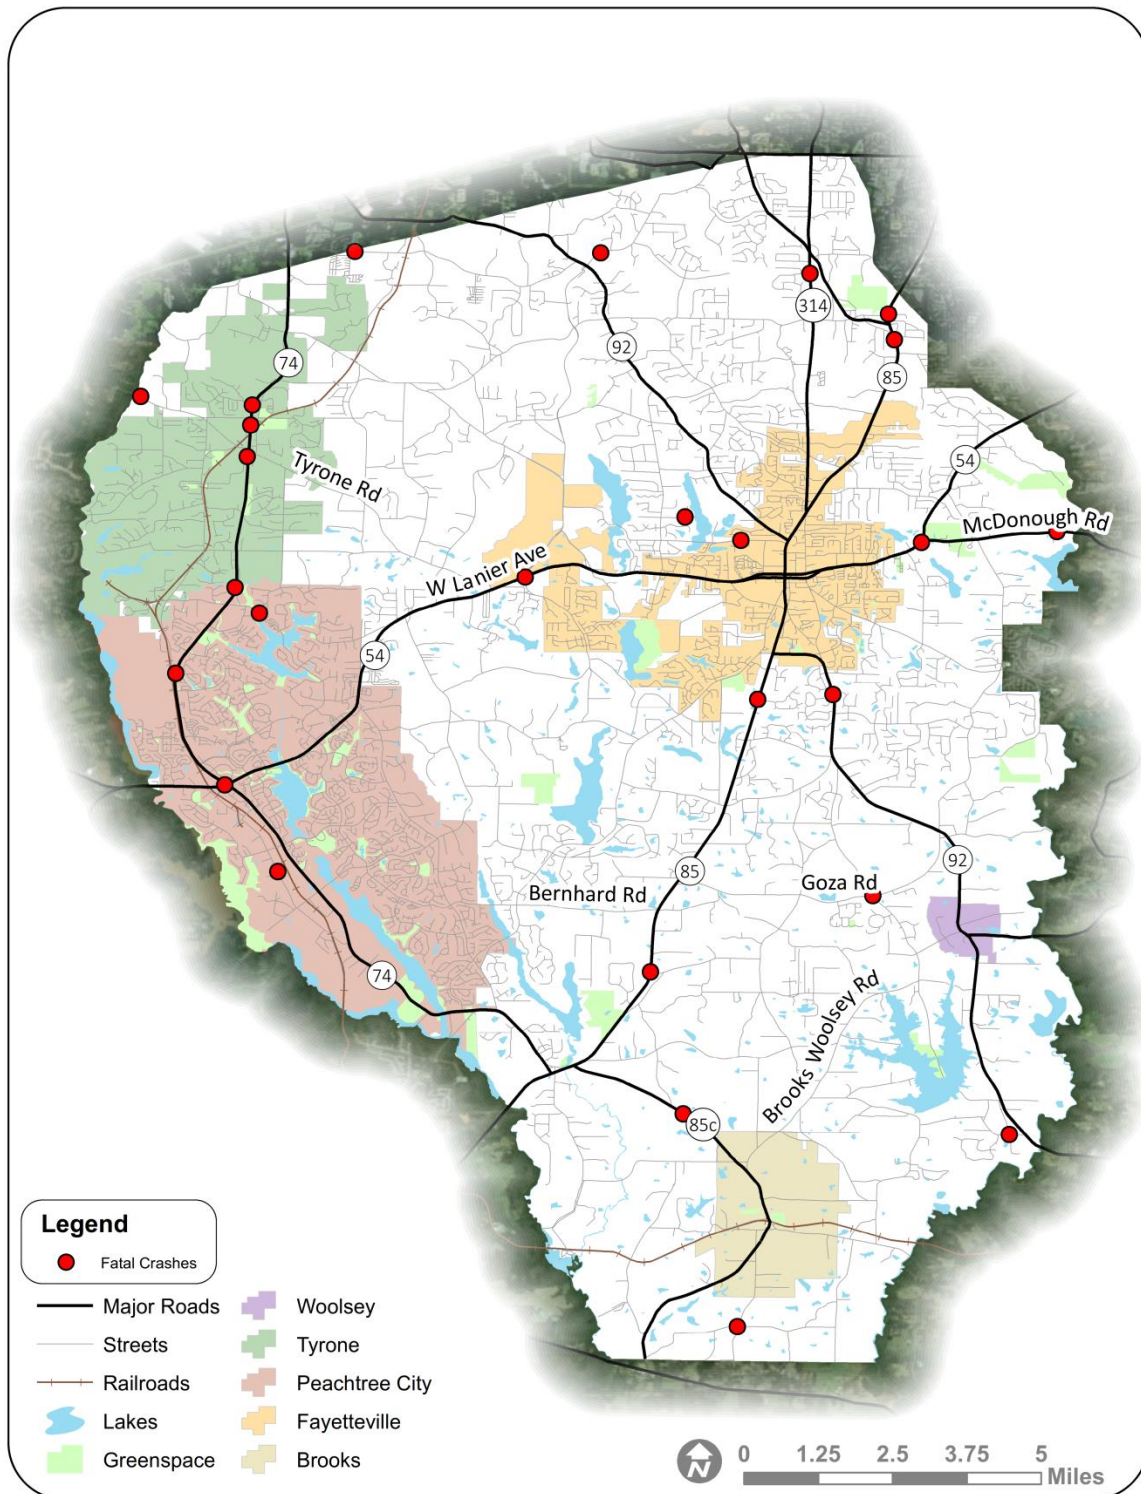 314
92
74
85
54
Tyrone Rd
McDonough Rd
W Lanier Ave
54
92
85
Goza Rd
Bernhard Rd
74
Brooks Woolsey Rd
85c
Legend
Fatal Crashes
Major Roads
Woolsey
Streets
Tyrone
Railroads
Peachtree City
Lakes
Fayetteville
Greenspace
Brooks
N
0 1.25 2.5 3.75 5
Miles